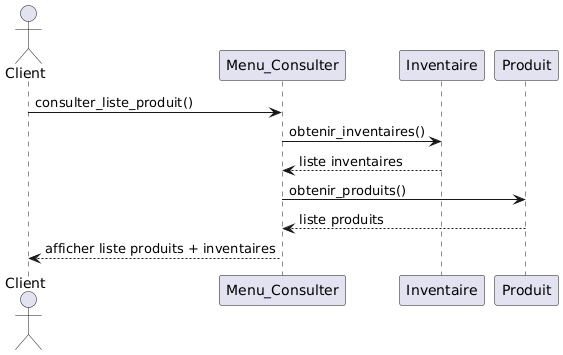 Client
Menu_Consulter
Inventaire
Produit
consulter_liste_produit()
obtenir_inventaires()
liste inventaires
obtenir_produits()
liste produits
afficher liste produits + inventaires
Client
Menu_Consulter
Inventaire
Produit